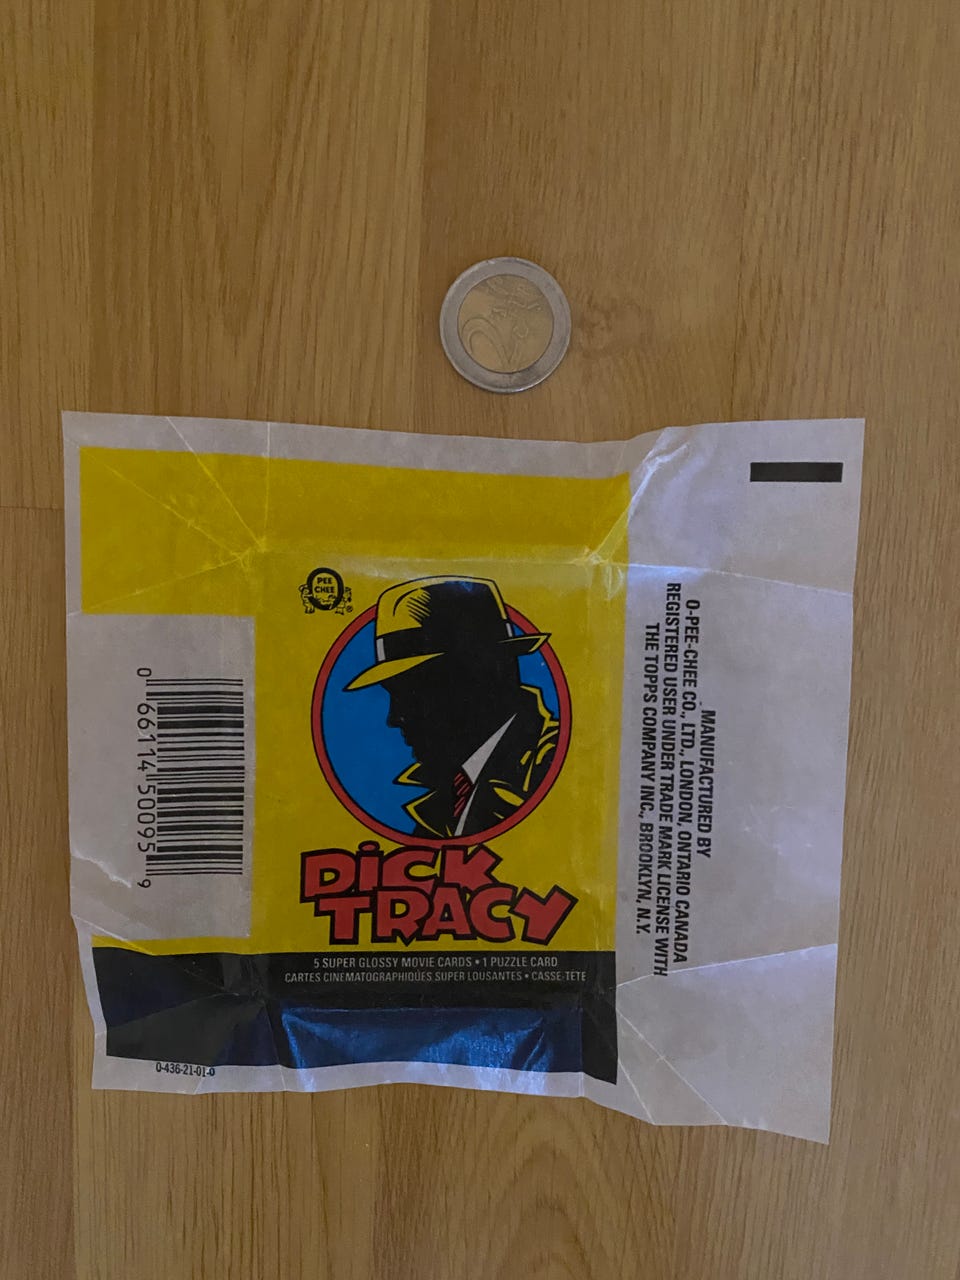 PEE
CHEE
®
DICK
TRACY
5 SUPER GLOSSY MOVIE CARDS • 1 PUZZLE CARD
CARTES CINEMATOGRAPHIQUES SUPER LOUSANTES • CASSE-TETE
0 66114 50095 9
0-436-21-01-0
MANUFACTURED BY
O-PEE-CHEE CO., LTD., LONDON, ONTARIO CANADA
REGISTERED USER UNDER TRADE MARK LICENSE WITH
THE TOPPS COMPANY INC., BROOKLYN, N.Y.
2